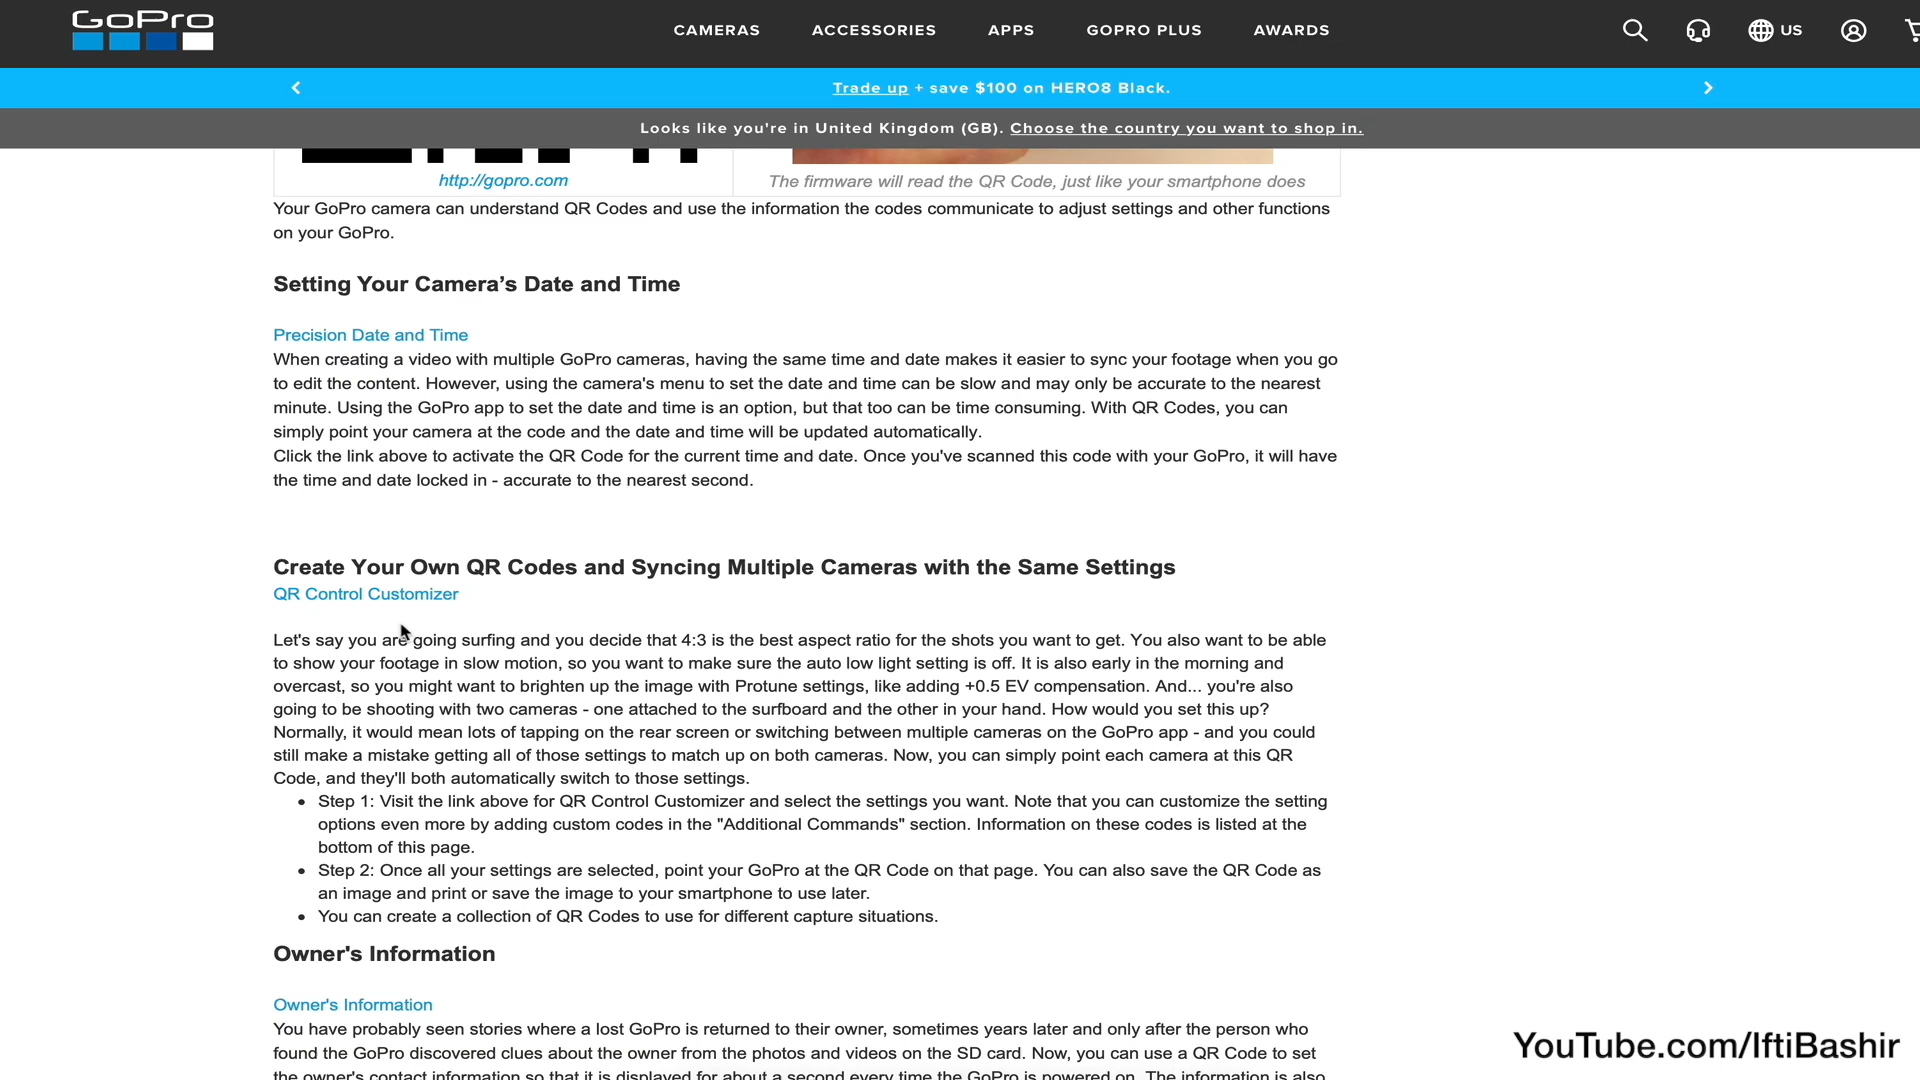 GoPro
CAMERAS ACCESSORIES APPS GOPRO PLUS AWARDS US
Trade up + save $100 on HERO8 Black.
Looks like you're in United Kingdom (GB). Choose the country you want to shop in.
http://gopro.com The firmware will read the QR Code, just like your smartphone does
Your GoPro camera can understand QR Codes and use the information the codes communicate to adjust settings and other functions
on your GoPro.
Setting Your Camera’s Date and Time
Precision Date and Time
When creating a video with multiple GoPro cameras, having the same time and date makes it easier to sync your footage when you go
to edit the content. However, using the camera's menu to set the date and time can be slow and may only be accurate to the nearest
minute. Using the GoPro app to set the date and time is an option, but that too can be time consuming. With QR Codes, you can
simply point your camera at the code and the date and time will be updated automatically.
Click the link above to activate the QR Code for the current time and date. Once you've scanned this code with your GoPro, it will have
the time and date locked in - accurate to the nearest second.
Create Your Own QR Codes and Syncing Multiple Cameras with the Same Settings
QR Control Customizer
Let's say you are going surfing and you decide that 4:3 is the best aspect ratio for the shots you want to get. You also want to be able
to show your footage in slow motion, so you want to make sure the auto low light setting is off. It is also early in the morning and
overcast, so you might want to brighten up the image with Protune settings, like adding +0.5 EV compensation. And... you're also
going to be shooting with two cameras - one attached to the surfboard and the other in your hand. How would you set this up?
Normally, it would mean lots of tapping on the rear screen or switching between multiple cameras on the GoPro app - and you could
still make a mistake getting all of those settings to match up on both cameras. Now, you can simply point each camera at this QR
Code, and they'll both automatically switch to those settings.
• Step 1: Visit the link above for QR Control Customizer and select the settings you want. Note that you can customize the setting
options even more by adding custom codes in the "Additional Commands" section. Information on these codes is listed at the
bottom of this page.
• Step 2: Once all your settings are selected, point your GoPro at the QR Code on that page. You can also save the QR Code as
an image and print or save the image to your smartphone to use later.
• You can create a collection of QR Codes to use for different capture situations.
Owner's Information
Owner's Information
You have probably seen stories where a lost GoPro is returned to their owner, sometimes years later and only after the person who
found the GoPro discovered clues about the owner from the photos and videos on the SD card. Now, you can use a QR Code to set
the owner's contact information so that it is displayed for about a second every time the GoPro is powered on. The information is also
YouTube.com/IftiBashir